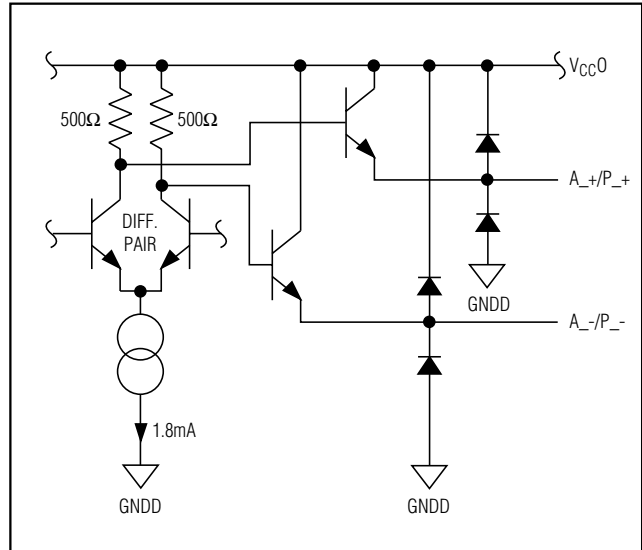 VCCO
500Ω
500Ω
A_+/P_+
DIFF.
PAIR
GNDD
A_-/P_-
1.8mA
GNDD
GNDD